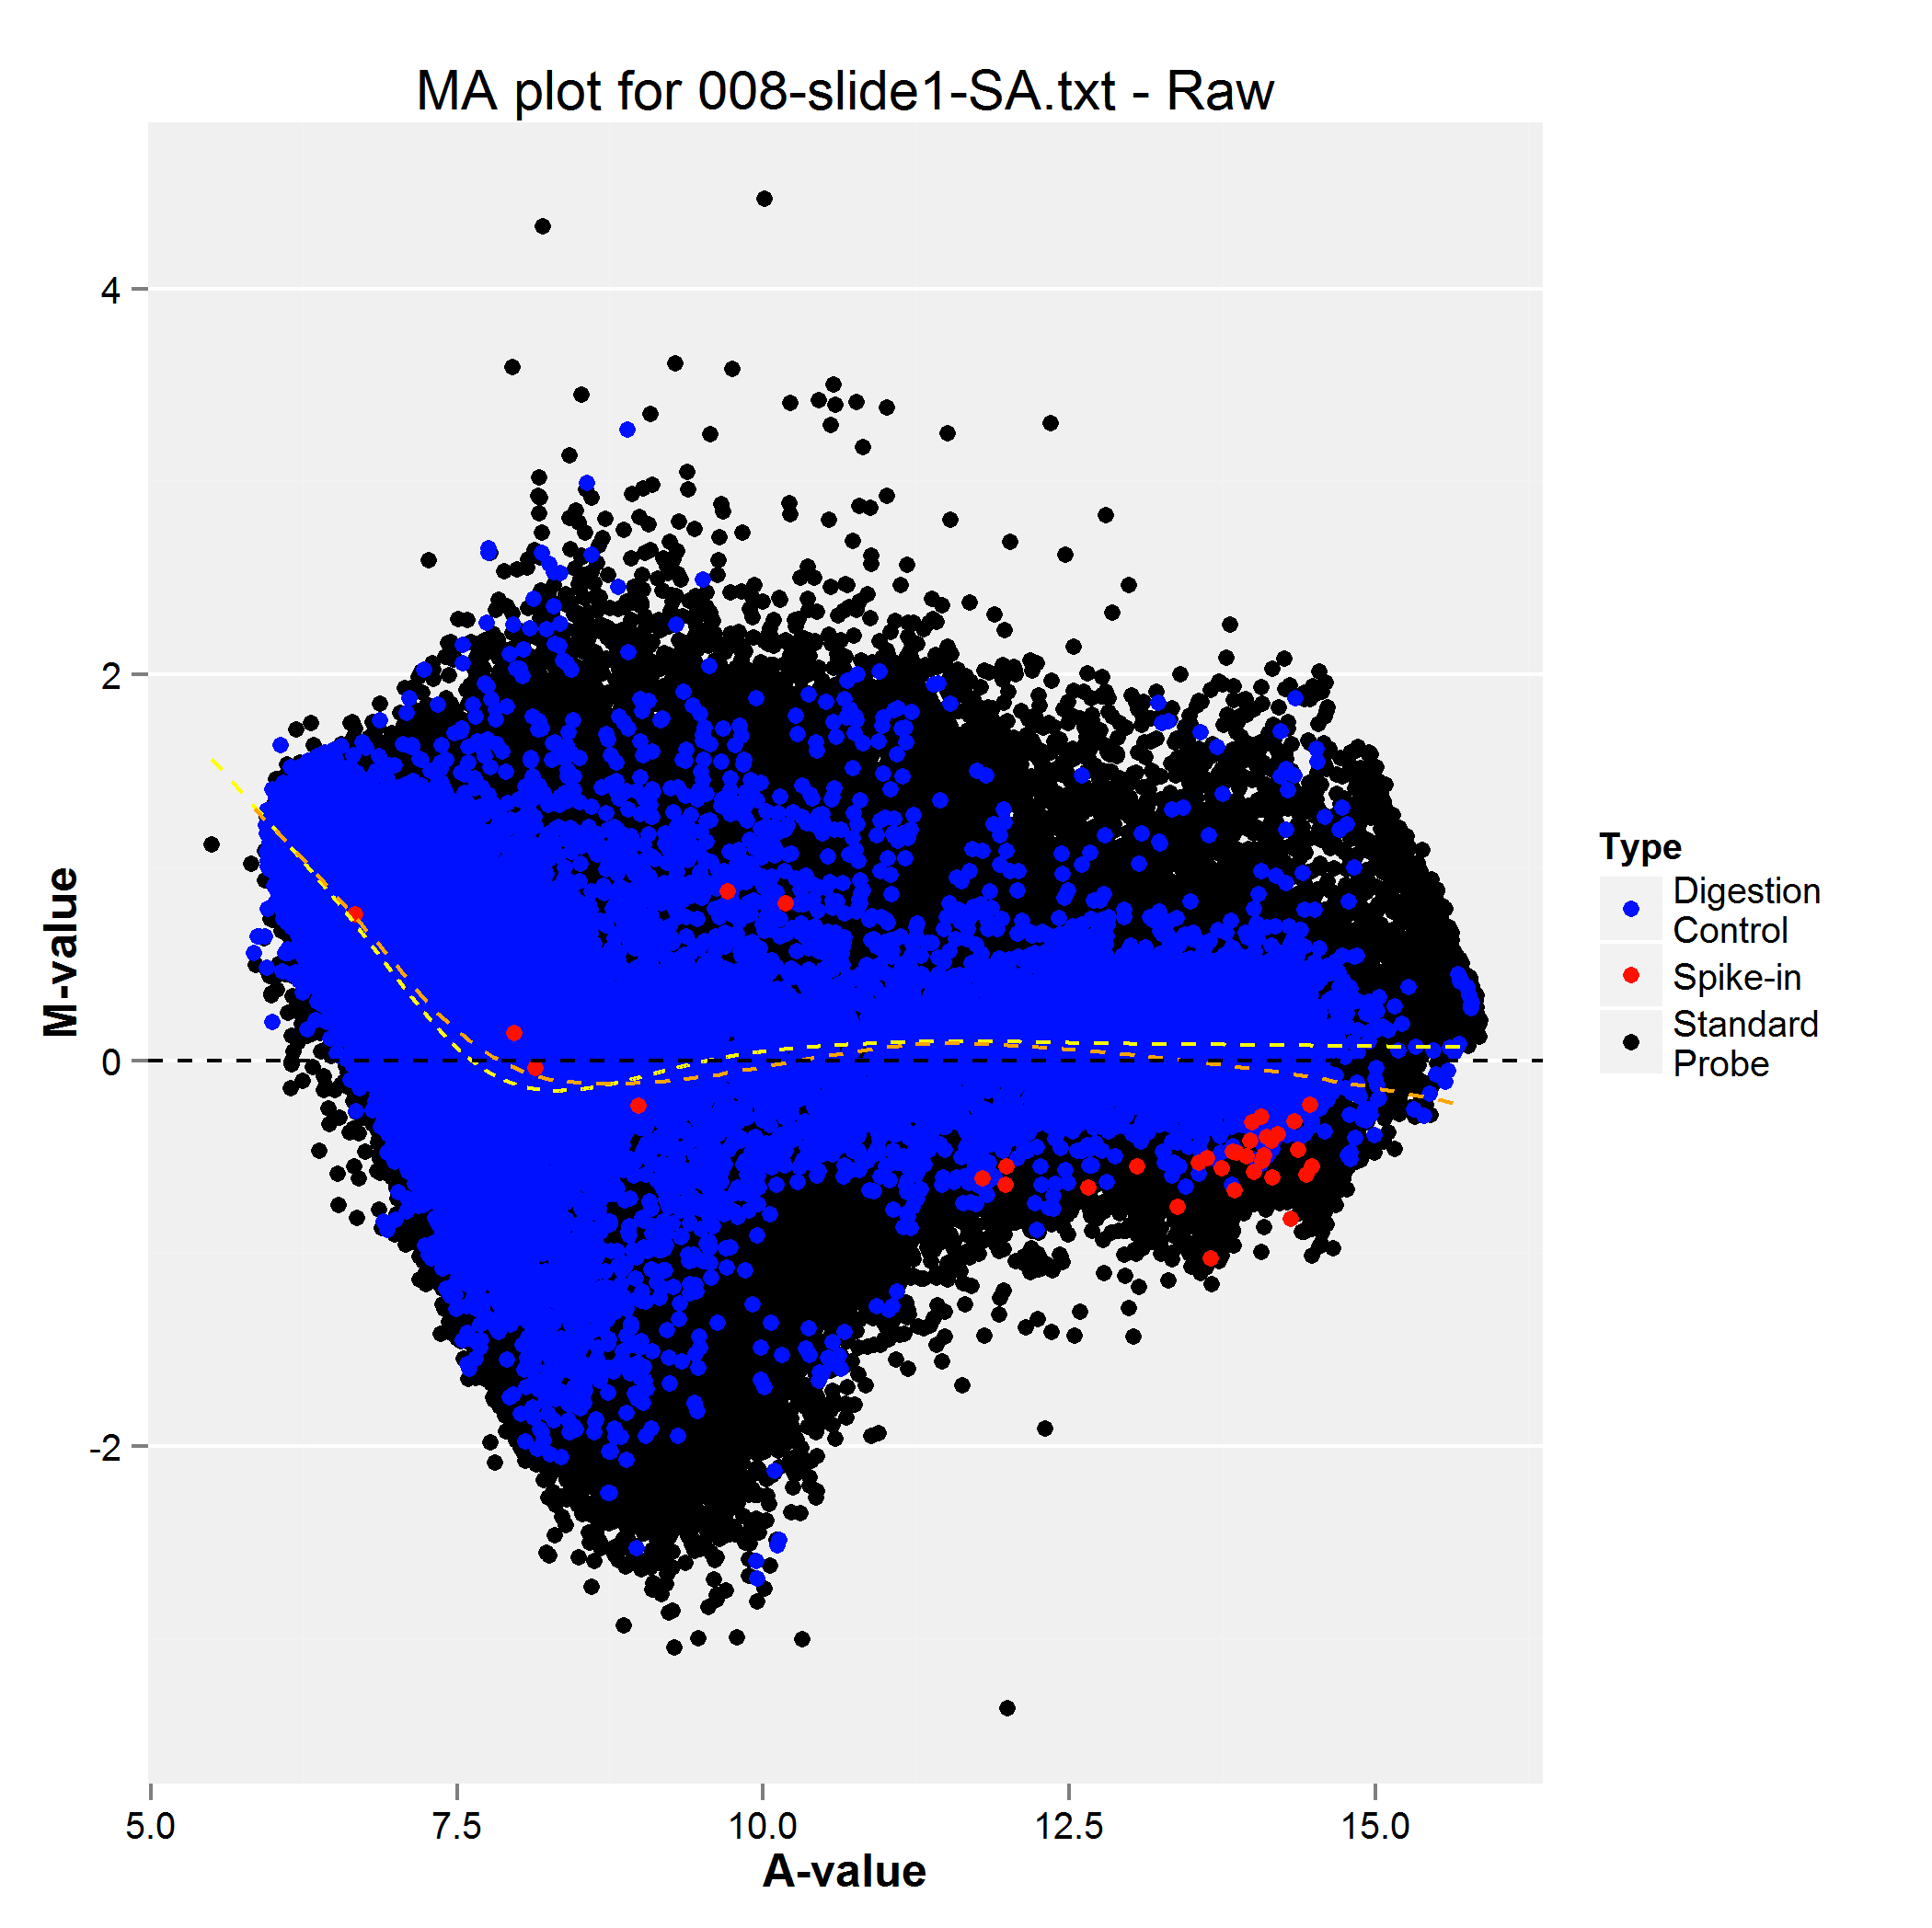 MA plot for 008-slide1-SA.txt - Raw
4
2
0
-2
M-value
5.0 7.5 10.0 12.5 15.0
A-value
Type
Digestion
Control
Spike-in
Standard
Probe